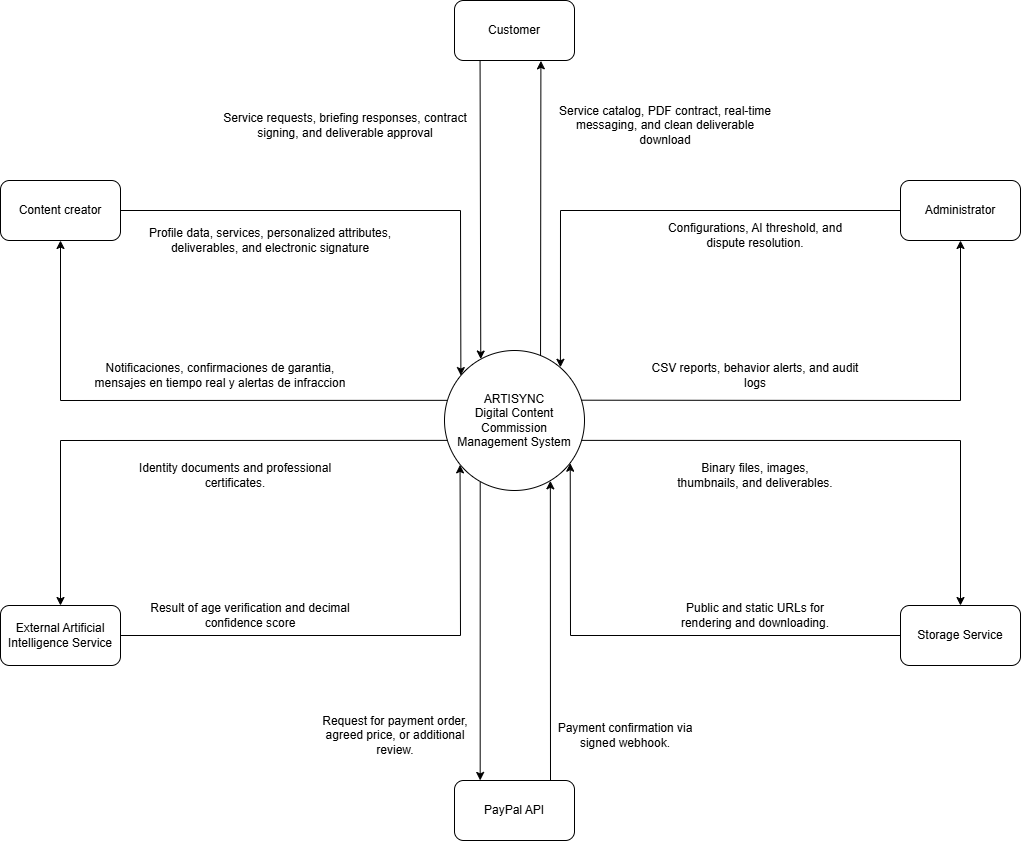 Customer
Service requests, briefing responses, contract
signing, and deliverable approval
Service catalog, PDF contract, real-time
messaging, and clean deliverable
download
Content creator
Administrator
Profile data, services, personalized attributes,
deliverables, and electronic signature
Configurations, AI threshold, and
dispute resolution.
Notificaciones, confirmaciones de garantia,
mensajes en tiempo real y alertas de infraccion
CSV reports, behavior alerts, and audit
logs
ARTISYNC
Digital Content
Commission
Management System
Identity documents and professional
certificates.
Binary files, images,
thumbnails, and deliverables.
Result of age verification and decimal
confidence score
Public and static URLs for
rendering and downloading.
External Artificial
Intelligence Service
Storage Service
Request for payment order,
agreed price, or additional
review.
Payment confirmation via
signed webhook.
PayPal API